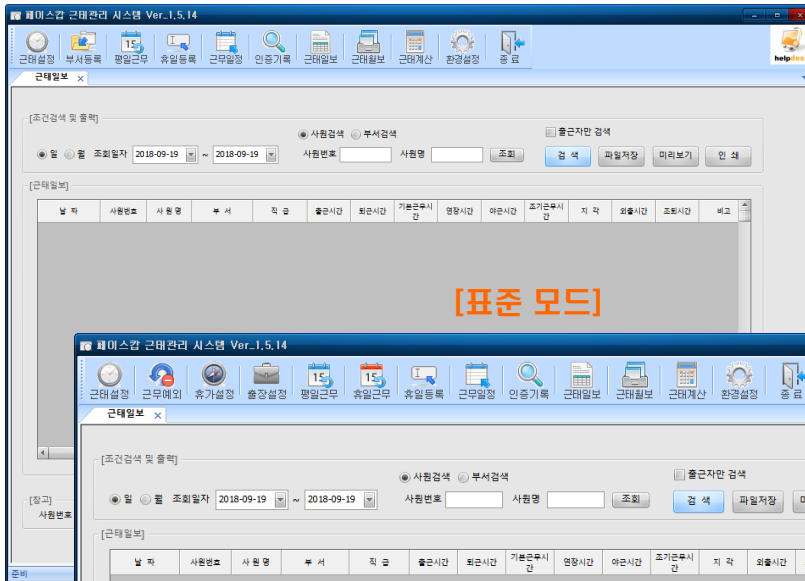 페이스캅 근태관리 시스템 Ver_1,5,14
근태설정 부서등록 평일근무 휴일등록 근무일정 인증기록 근태일보 근태월보 근태계산 환경설정 종 료
helpdesk
근태일보 x
[조건검색 및 출력]
사원검색 부서검색 출근자만 검색
일 월 조회일자 2018-09-19 ~ 2018-09-19 사원번호 사원명 조회 검 색 파일저장 미리보기 인 쇄
[근태일보]
날 짜 사원번호 사 원 명 부 서 직 급 출근시간 퇴근시간 기본근무시간 연장시간 야근시간 조기근무시간 지 각 외출시간 조퇴시간 비고
[표준 모드]
페이스캅 근태관리 시스템 Ver_1,5,14
근태설정 근무예외 휴가설정 출장설정 평일근무 휴일근무 휴일등록 근무일정 인증기록 근태일보 근태월보 근태계산 환경설정 종 료
근태일보 x
[조건검색 및 출력]
사원검색 부서검색 출근자만 검색
일 월 조회일자 2018-09-19 ~ 2018-09-19 사원번호 사원명 조회 검 색 파일저장
[근태일보]
날 짜 사원번호 사 원 명 부 서 직 급 출근시간 퇴근시간 기본근무시간 연장시간 야근시간 조기근무시간 지 각 외출시간
[참고]
사원번호
준비